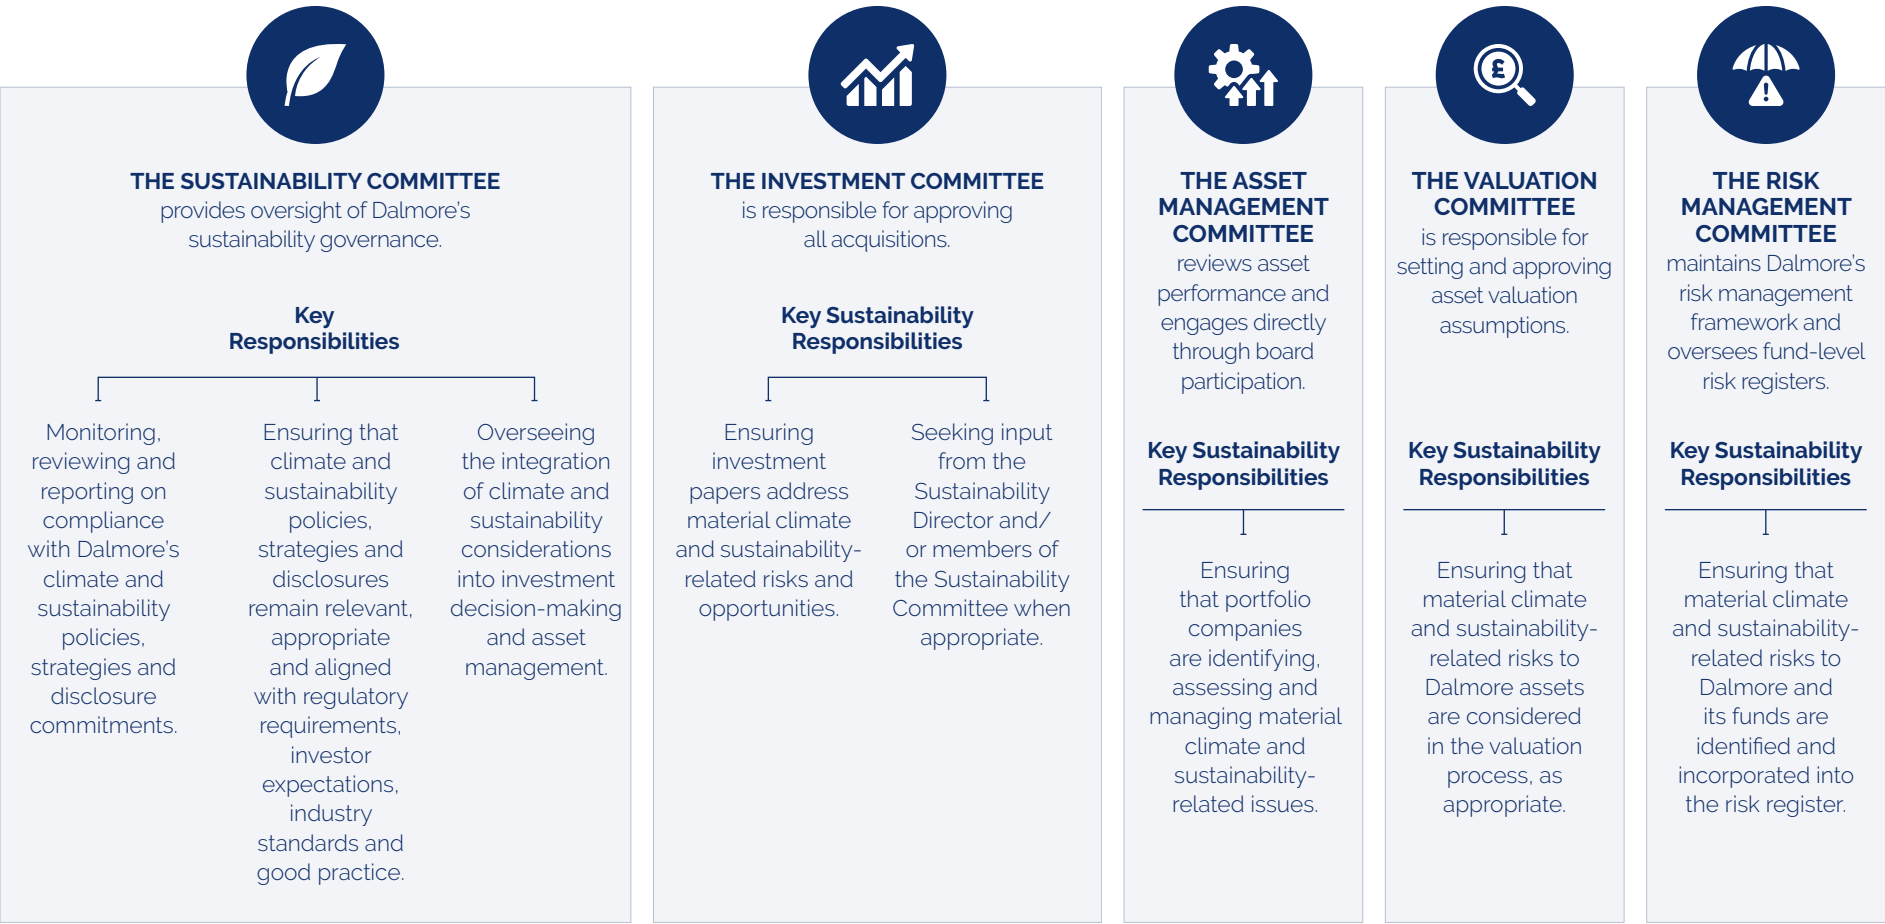 THE SUSTAINABILITY COMMITTEE
provides oversight of Dalmore's
sustainability governance.
Key
Responsibilities
Monitoring,
reviewing and
reporting on
compliance
with Dalmore's
climate and
sustainability
policies,
strategies and
disclosure
commitments.
Ensuring that
climate and
sustainability
policies,
strategies and
disclosures
remain relevant,
appropriate
and aligned
with regulatory
requirements,
investor
expectations,
industry
standards and
good practice.
Overseeing
the integration
of climate and
sustainability
considerations
into investment
decision-making
and asset
management.
THE INVESTMENT COMMITTEE
is responsible for approving
all acquisitions.
Key Sustainability
Responsibilities
Ensuring
investment
papers address
material climate
and sustainability-
related risks and
opportunities.
Seeking input
from the
Sustainability
Director and/
or members of
the Sustainability
Committee when
appropriate.
THE ASSET
MANAGEMENT
COMMITTEE
reviews asset
performance and
engages directly
through board
participation.
Key Sustainability
Responsibilities
Ensuring
that portfolio
companies
are identifying,
assessing and
managing material
climate and
sustainability-
related issues.
£
THE VALUATION
COMMITTEE
is responsible for
setting and approving
asset valuation
assumptions.
Key Sustainability
Responsibilities
Ensuring that
material climate
and sustainability-
related risks to
Dalmore assets
are considered
in the valuation
process, as
appropriate.
!
THE RISK
MANAGEMENT
COMMITTEE
maintains Dalmore's
risk management
framework and
oversees fund-level
risk registers.
Key Sustainability
Responsibilities
Ensuring that
material climate
and sustainability-
related risks to
Dalmore and
its funds are
identified and
incorporated into
the risk register.